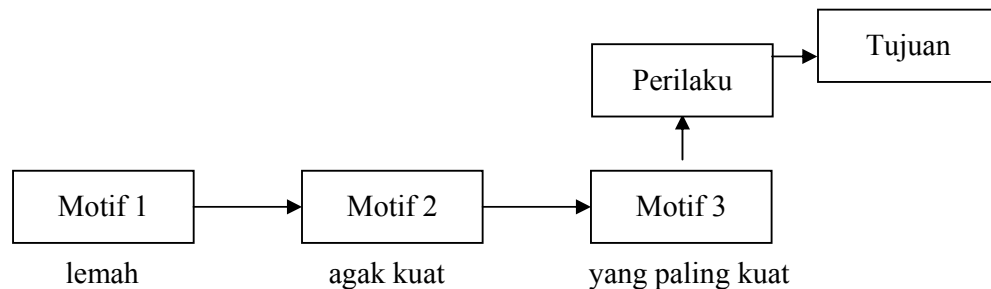 Tujuan
Perilaku
Motif 1
Motif 2
Motif 3
lemah
agak kuat
yang paling kuat